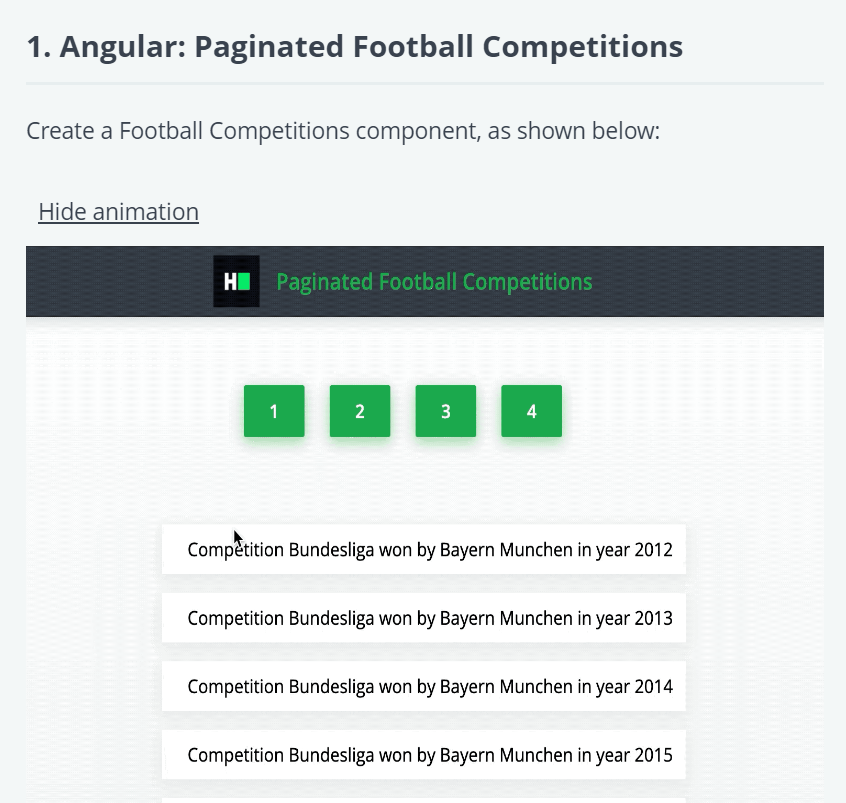 1. Angular: Paginated Football Competitions
Create a Football Competitions component, as shown below:
Hide animation
H
Paginated Football Competitions
1 2 3 4
Competition Bundesliga won by Bayern Munchen in year 2012
Competition Bundesliga won by Bayern Munchen in year 2013
Competition Bundesliga won by Bayern Munchen in year 2014
Competition Bundesliga won by Bayern Munchen in year 2015